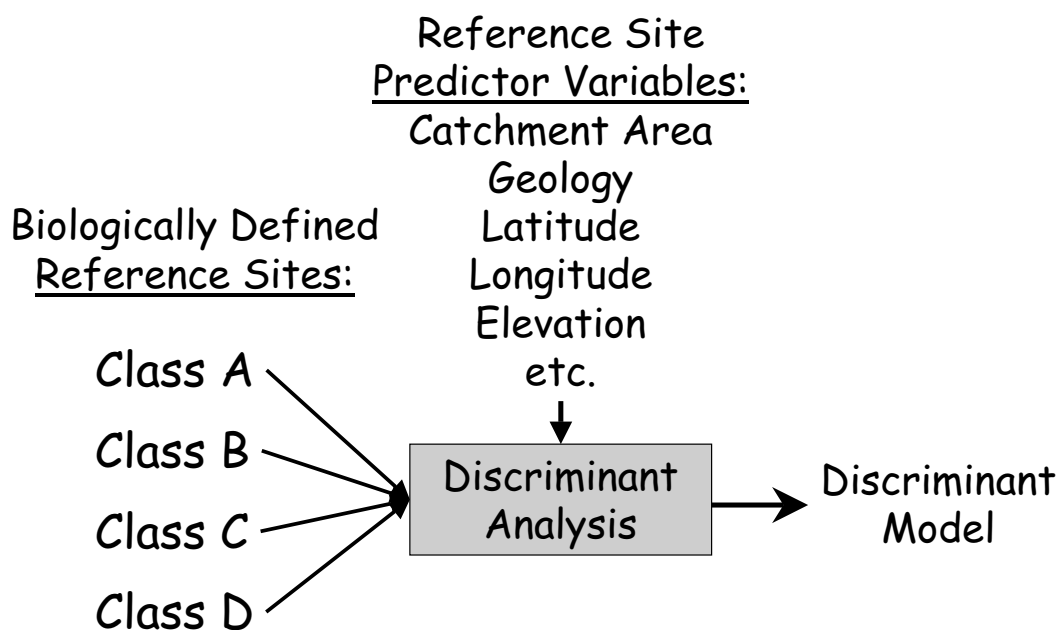 Reference Site
Predictor Variables:
Catchment Area
Geology
Latitude
Longitude
Elevation
etc.
Biologically Defined
Reference Sites:
Class A
Class B
Class C
Class D
Discriminant
Analysis
Discriminant
Model